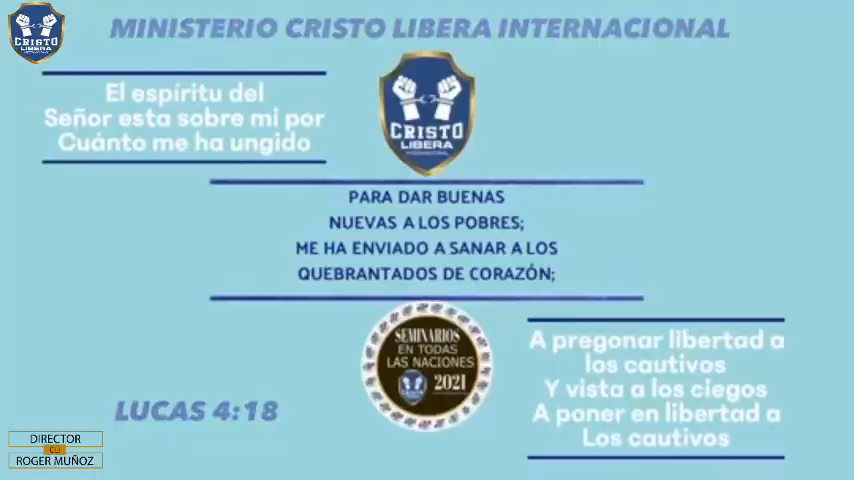 MINISTERIO CRISTO LIBERA INTERNACIONAL
CRISTO
LIBERA
El espíritu del
Señor esta sobre mi por
Cuánto me ha ungido
CRISTO
LIBERA
INTERNACIONAL
PARA DAR BUENAS
NUEVAS A LOS POBRES;
ME HA ENVIADO A SANAR A LOS
QUEBRANTADOS DE CORAZÓN;
SEMINARIOS
EN TODAS
LAS NACIONES
2021
A pregonar libertad a
los cautivos
Y vista a los ciegos
A poner en libertad a
Los cautivos
LUCAS 4:18
DIRECTOR
CLI
ROGER MUÑOZ